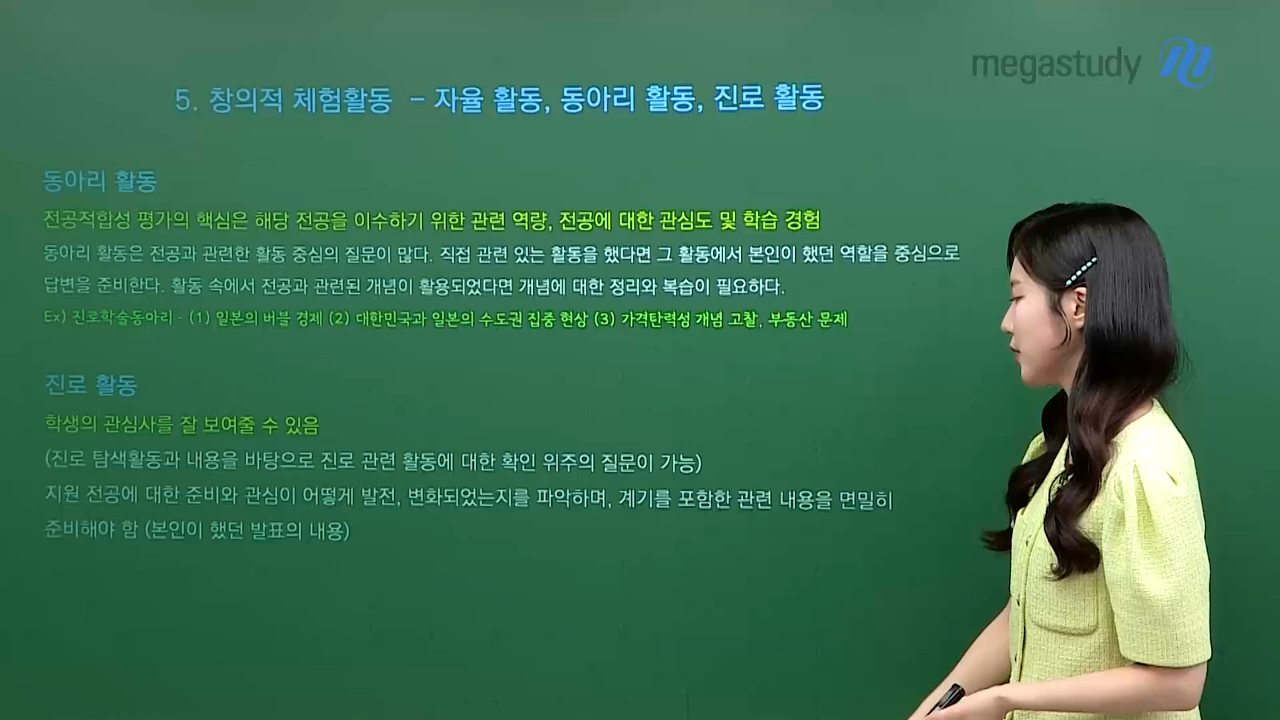 megastudy
5. 창의적 체험활동 - 자율 활동, 동아리 활동, 진로 활동
동아리 활동
전공적합성 평가의 핵심은 해당 전공을 이수하기 위한 관련 역량, 전공에 대한 관심도 및 학습 경험
동아리 활동은 전공과 관련한 활동 중심의 질문이 많다. 직접 관련 있는 활동을 했다면 그 활동에서 본인이 했던 역할을 중심으로
답변을 준비한다. 활동 속에서 전공과 관련된 개념이 활용되었다면 개념에 대한 정리와 복습이 필요하다.
Ex) 진로학술동아리 - (1) 일본의 버블 경제 (2) 대한민국과 일본의 수도권 집중 현상 (3) 가격탄력성 개념 고찰, 부동산 문제
진로 활동
학생의 관심사를 잘 보여줄 수 있음
(진로 탐색활동과 내용을 바탕으로 진로 관련 활동에 대한 확인 위주의 질문이 가능)
지원 전공에 대한 준비와 관심이 어떻게 발전, 변화되었는지를 파악하며, 계기를 포함한 관련 내용을 면밀히
준비해야 함 (본인이 했던 발표의 내용)